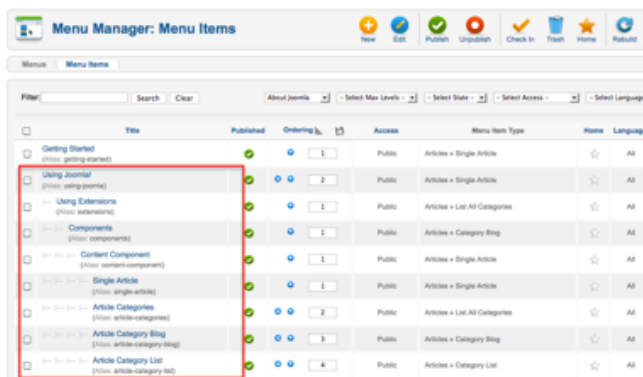 Menu Manager: Menu Items
New Edit Publish Unpublish Check In Trash Home Rebuild
Menus Menu Items
Filter: Search Clear About Joomla - Select Max Levels - - Select State - - Select Access - - Select Language
Title Published Ordering Access Menu Item Type Home Languag
Getting Started
(Alias: getting-started)
1 Public Articles » Single Article All
Using Joomla!
(Alias: using-joomla)
2 Public Articles » Single Article All
Using Extensions
(Alias: extensions)
1 Public Articles » List All Categories All
Components
(Alias: components)
1 Public Articles » Category Blog All
Content Component
(Alias: content-component)
1 Public Articles » Single Article All
Single Article
(Alias: single-article)
1 Public Articles » Single Article All
Article Categories
(Alias: article-categories)
2 Public Articles » List All Categories All
Article Category Blog
(Alias: article-category-blog)
3 Public Articles » Category Blog All
Article Category List
(Alias: article-category-list)
4 Public Articles » Category List All